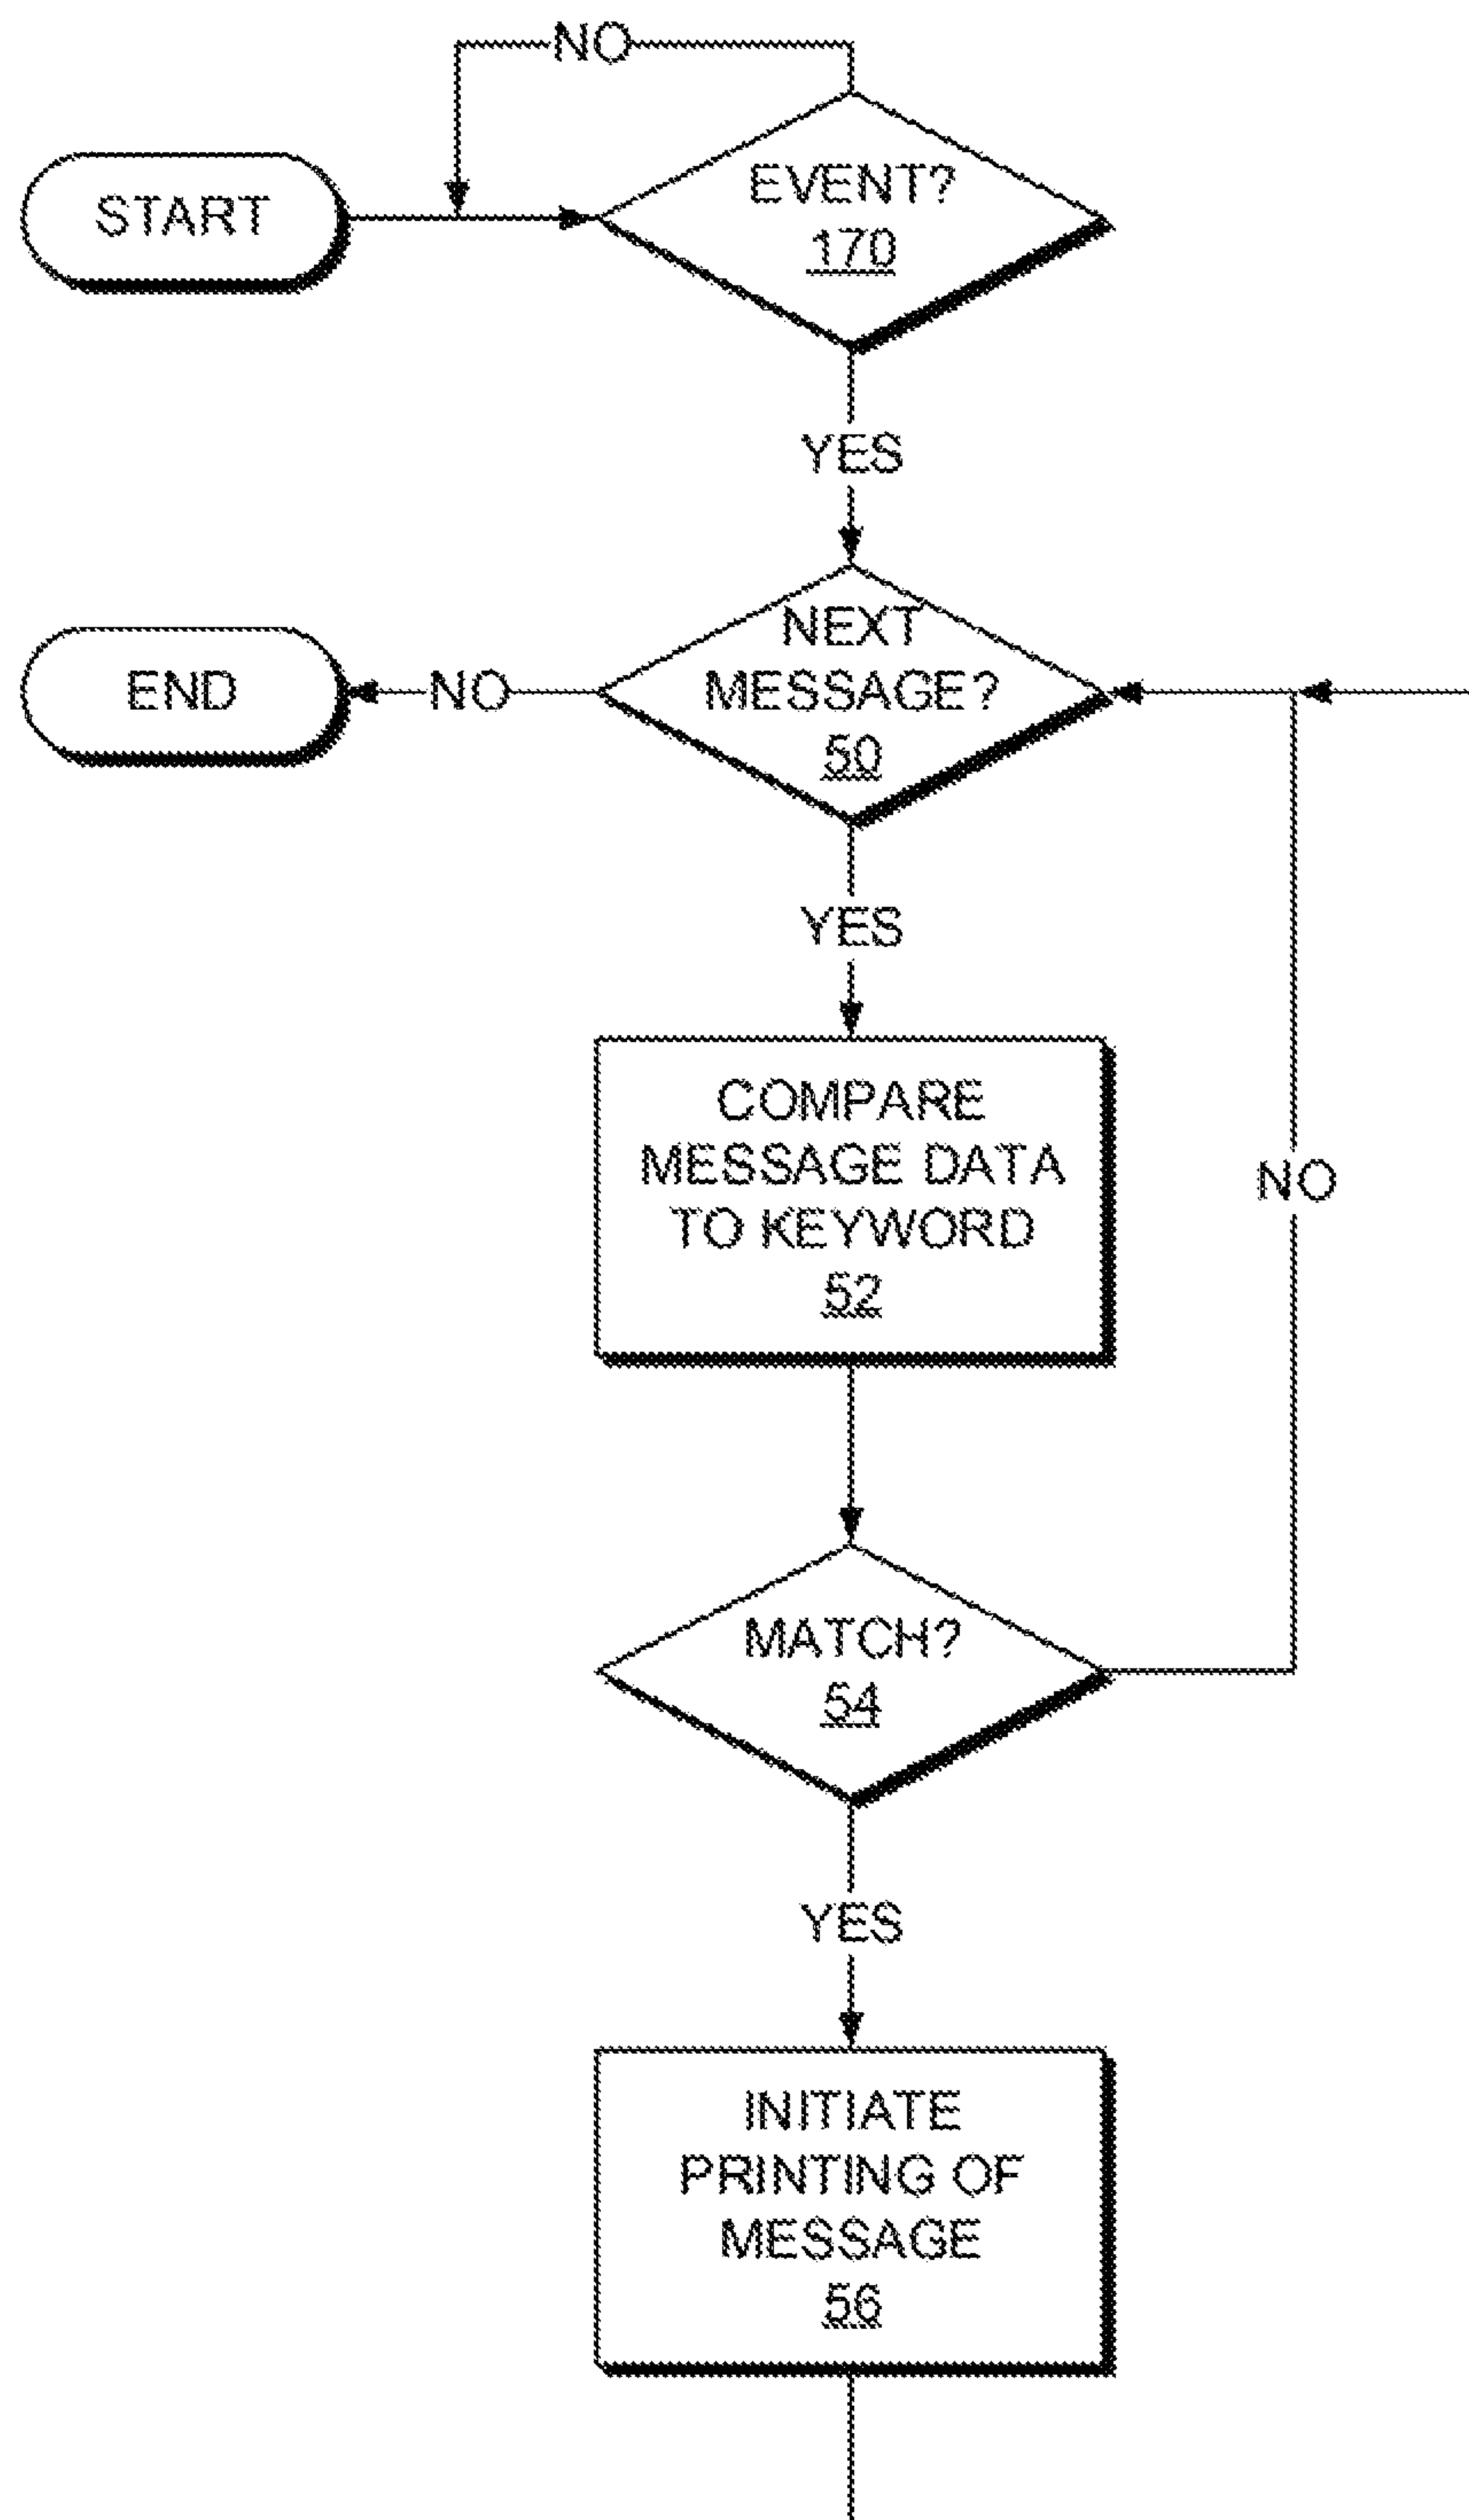 NO
START
EVENT?
170
YES
NEXT
MESSAGE?
50
END
NO
YES
COMPARE
MESSAGE DATA
TO KEYWORD
52
NO
MATCH?
54
YES
INITIATE
PRINTING OF
MESSAGE
56